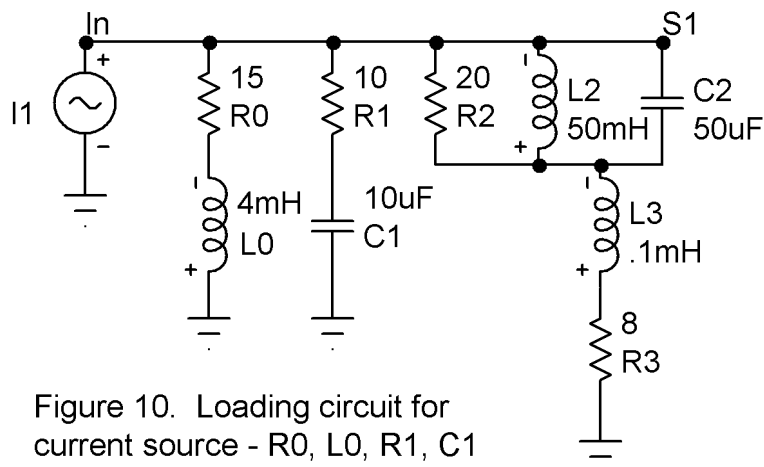 In
S1
+
I1
-
15
R0
10
R1
20
R2
-
L2
50mH
+
C2
50uF
-
4mH
L0
+
10uF
C1
-
L3
.1mH
+
8
R3
Figure 10. Loading circuit for
current source - R0, L0, R1, C1